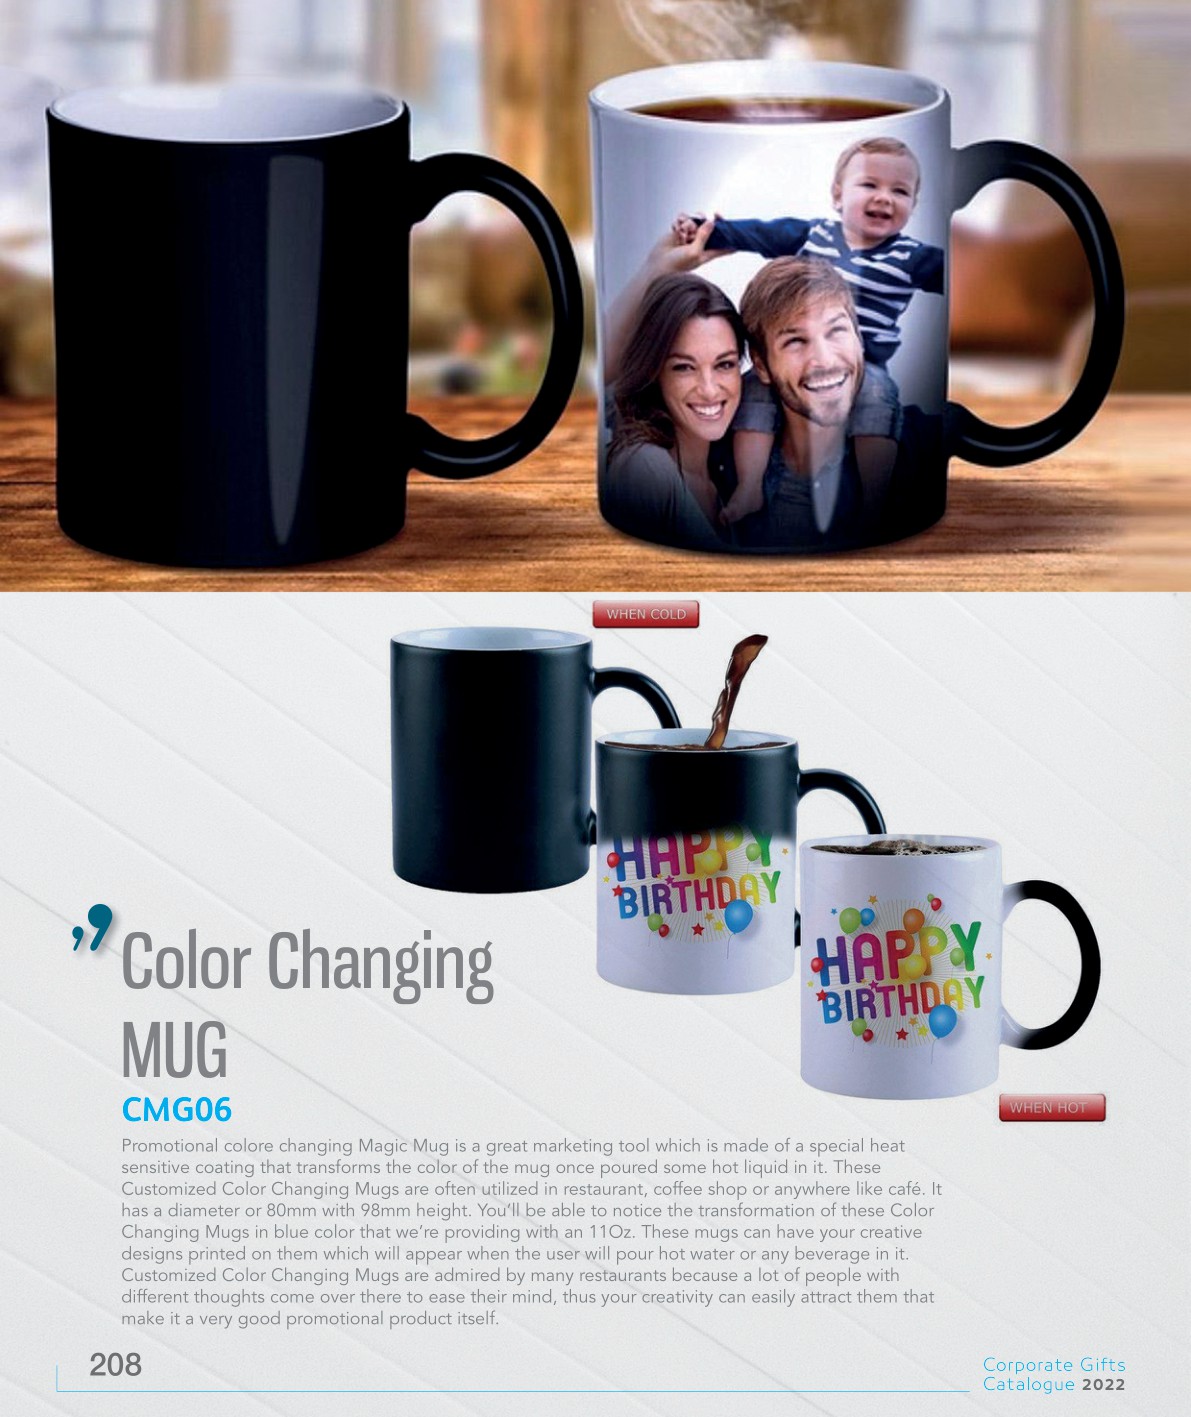 WHEN COLD
HAPPY
BIRTHDAY
HAPPY
BIRTHDAY
WHEN HOT
Color Changing
MUG
CMG06
Promotional colore changing Magic Mug is a great marketing tool which is made of a special heat
sensitive coating that transforms the color of the mug once poured some hot liquid in it. These
Customized Color Changing Mugs are often utilized in restaurant, coffee shop or anywhere like café. It
has a diameter or 80mm with 98mm height. You’ll be able to notice the transformation of these Color
Changing Mugs in blue color that we’re providing with an 11Oz. These mugs can have your creative
designs printed on them which will appear when the user will pour hot water or any beverage in it.
Customized Color Changing Mugs are admired by many restaurants because a lot of people with
different thoughts come over there to ease their mind, thus your creativity can easily attract them that
make it a very good promotional product itself.
208
Corporate Gifts
Catalogue 2022